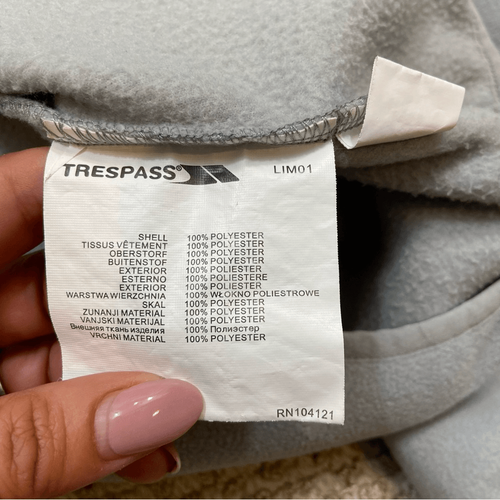 TRESPASS®
LIM01
SHELL 100% POLYESTER
TISSUS VÊTEMENT 100% POLYESTER
OBERSTOF 100% POLYESTER
BUITENSTOF 100% POLYESTER
EXTERIOR 100% POLIESTER
ESTERNO 100% POLIESTERE
EXTERIOR 100% POLIESTER
WARSTWA WIERZCHNIA 100% WŁOKNO POLIESTROWE
SKAL 100% POLYESTER
ZUNANJI MATERIAL 100% POLYESTER
VANJSKI MATERIJAL 100% POLYESTER
Внешняя ткань изделия 100% Полиэстер
VRCHNI MATERIAL 100% POLYESTER
RN104121